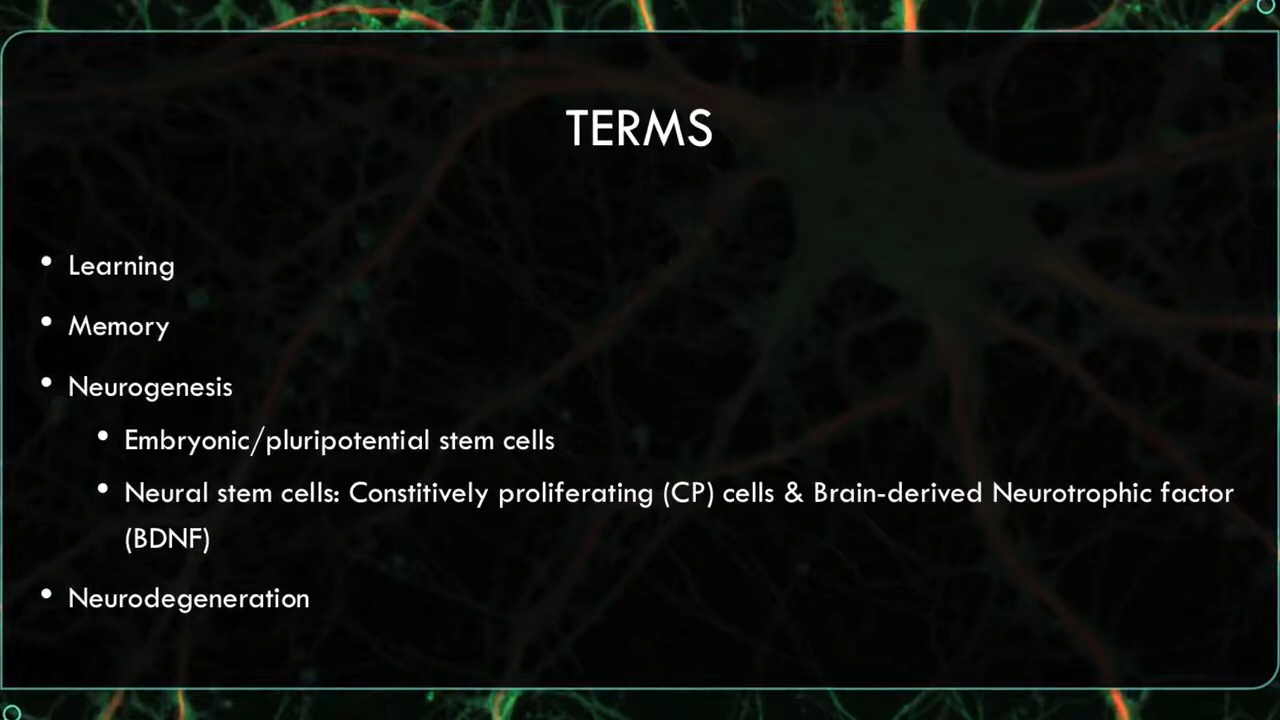 TERMS
• Learning
• Memory
• Neurogenesis
• Embryonic/pluripotential stem cells
• Neural stem cells: Constitively proliferating (CP) cells & Brain-derived Neurotrophic factor
(BDNF)
• Neurodegeneration